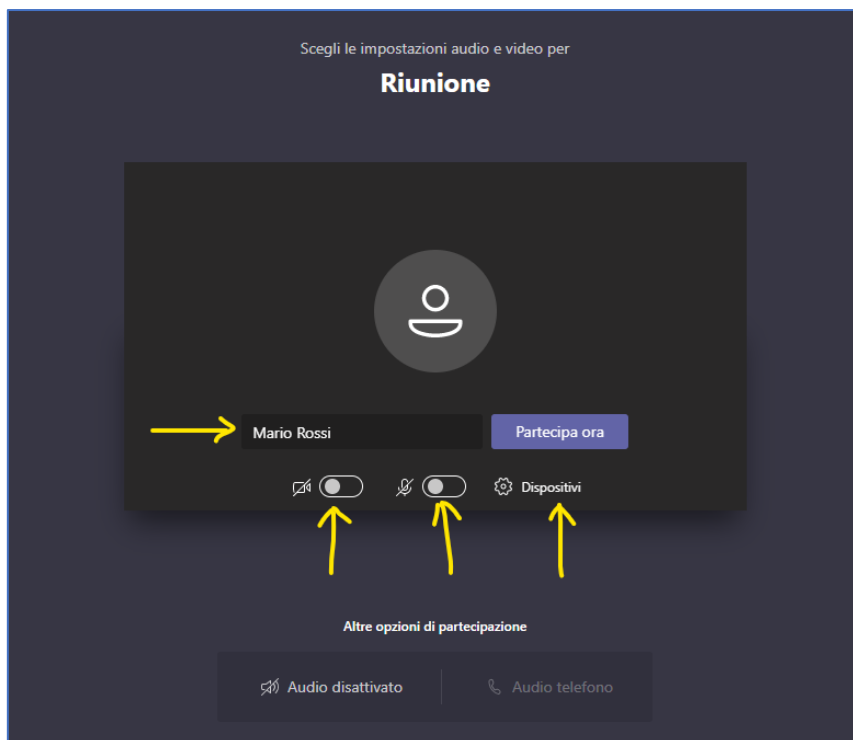 Scegli le impostazioni audio e video per
Riunione
Mario Rossi
Partecipa ora
Dispositivi
Altre opzioni di partecipazione
Audio disattivato
Audio telefono